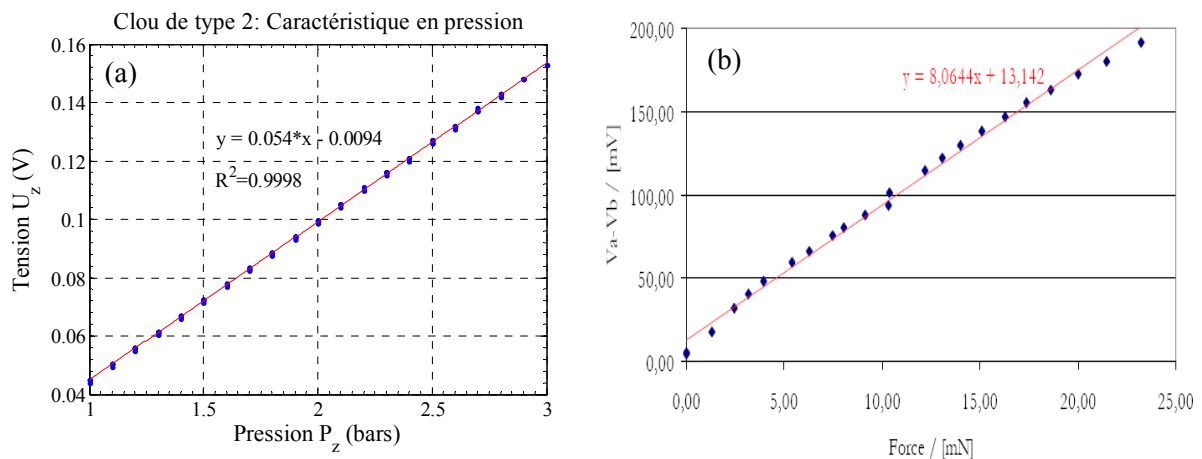 Clou de type 2: Caractéristique en pression
(a)
Tension U_z (V)
0.16
0.14
0.12
0.1
0.08
0.06
0.04
y = 0.054*x - 0.0094
R^2=0.9998
1
1.5
2
2.5
3
Pression P_z (bars)
(b)
Va-Vb / [mV]
200,00
150,00
100,00
50,00
0,00
y = 8,0644x + 13,142
0,00
5,00
10,00
15,00
20,00
25,00
Force / [mN]